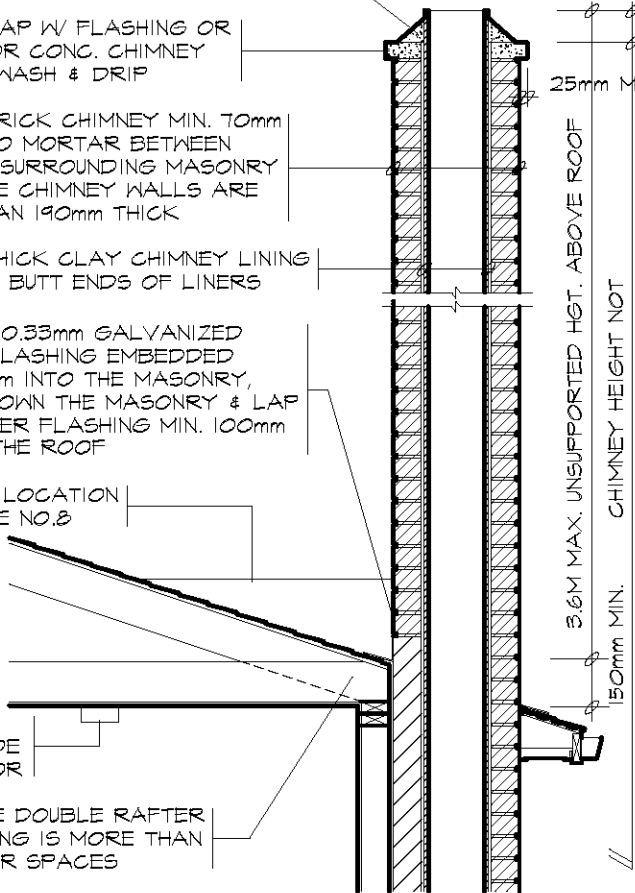 AP W/ FLASHING OR
OR CONC. CHIMNEY
WASH & DRIP
RICK CHIMNEY MIN. 70mm
O MORTAR BETWEEN
SURROUNDING MASONRY
E CHIMNEY WALLS ARE
AN 190mm THICK
HICK CLAY CHIMNEY LINING
BUTT ENDS OF LINERS
0.33mm GALVANIZED
LASHING EMBEDDED
m INTO THE MASONRY,
OWN THE MASONRY & LAP
ER FLASHING MIN. 100mm
THE ROOF
LOCATION
E NO.8
DE
OR
E DOUBLE RAFTER
NG IS MORE THAN
R SPACES
25mm M
3.6M MAX. UNSUPPORTED HGT. ABOVE ROOF
CHIMNEY HEIGHT NOT
150mm MIN.